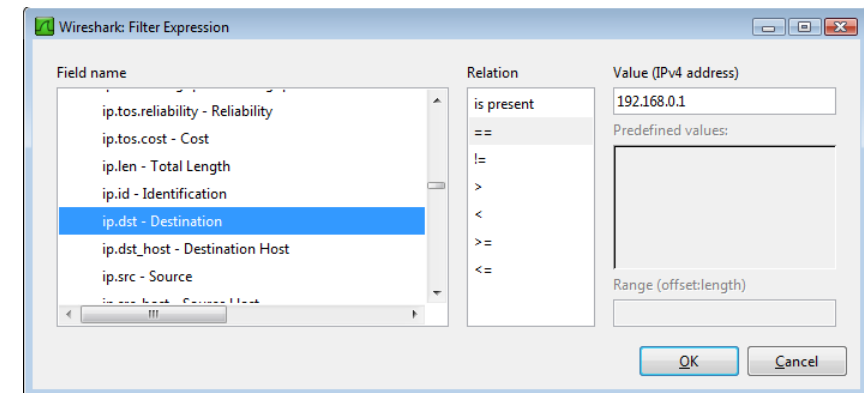 Wireshark: Filter Expression
Field name
ip.tos.reliability - Reliability
ip.tos.cost - Cost
ip.len - Total Length
ip.id - Identification
ip.dst - Destination
ip.dst_host - Destination Host
ip.src - Source
Relation
is present
==
!=
>
<
>=
<=
Value (IPv4 address)
192.168.0.1
Predefined values:
Range (offset:length)
OK
Cancel